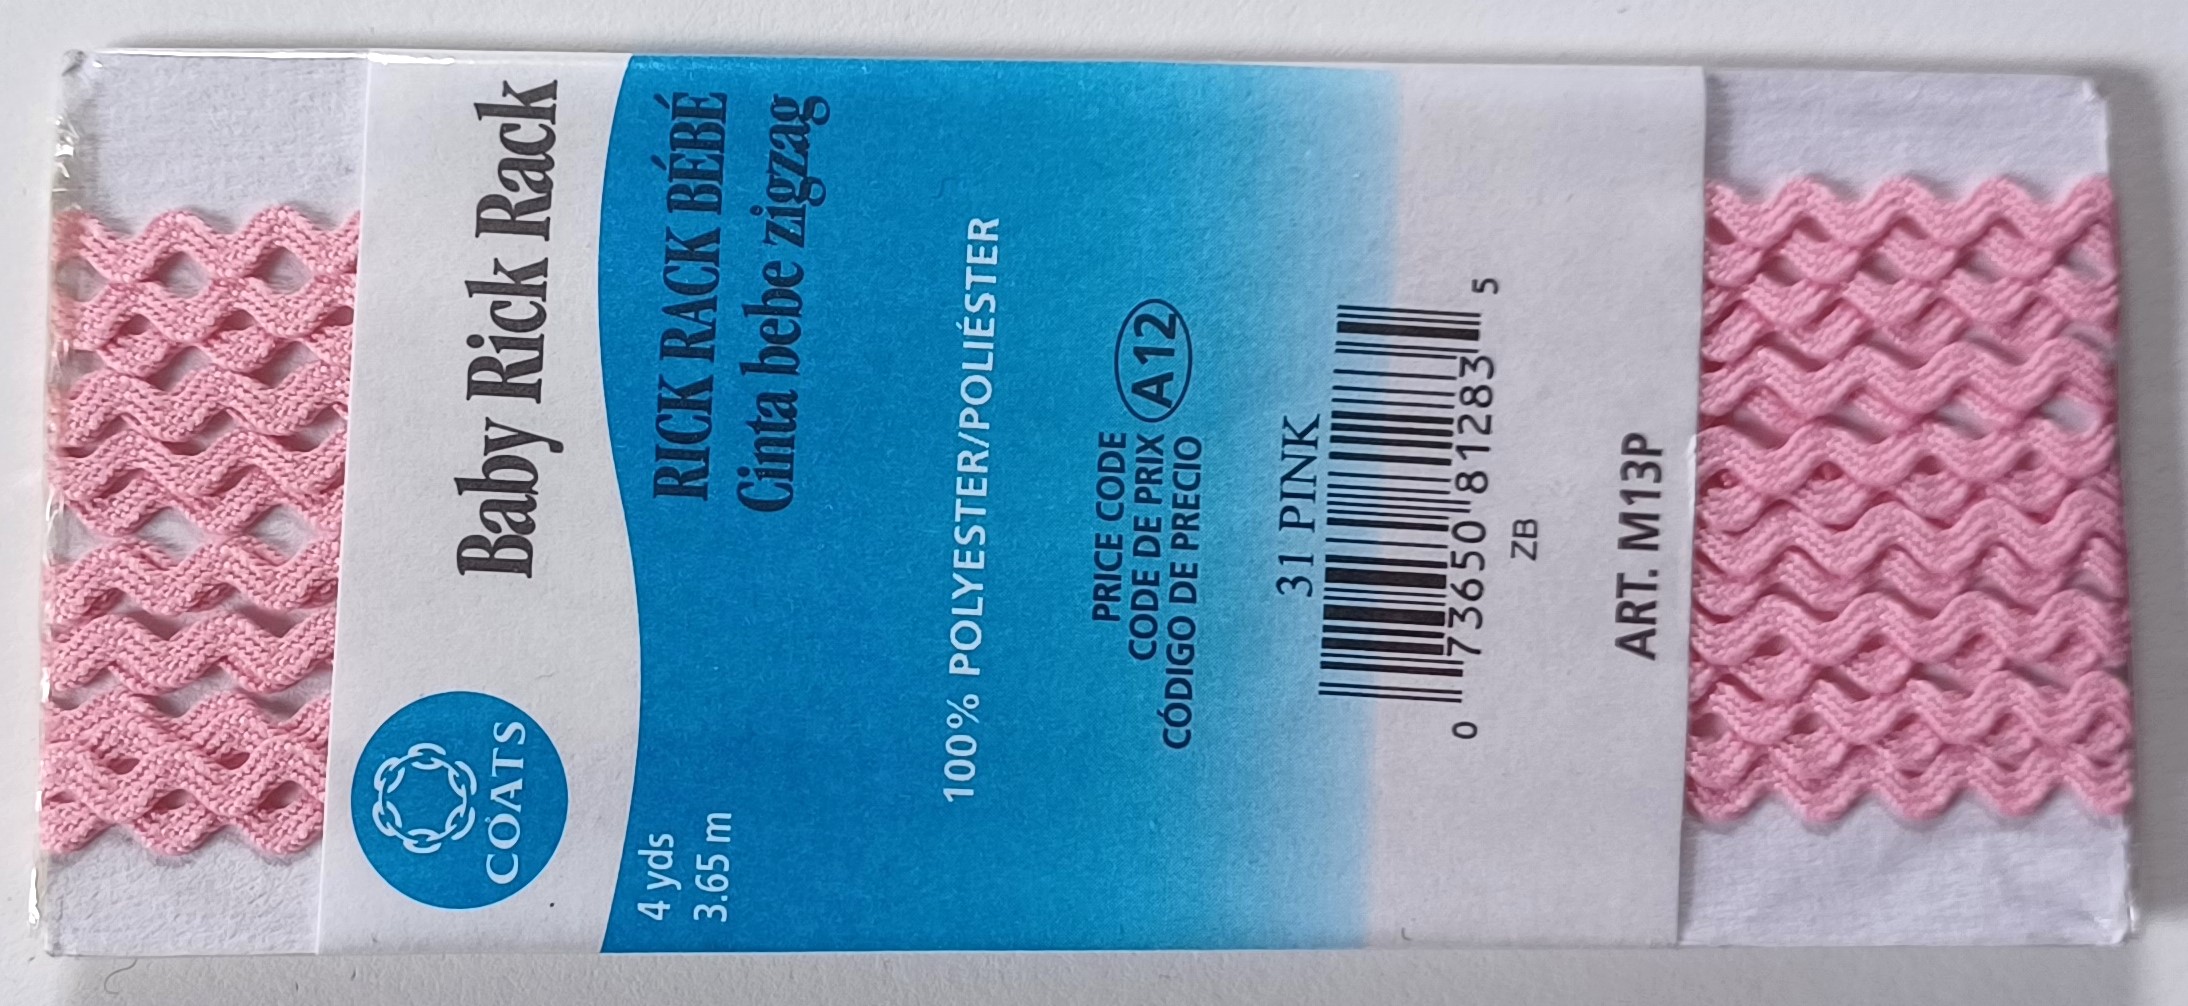 Baby Rick Rack
COATS
RICK RACK BÉBÉ
Cinta bebe zigzag
4 yds
3.65 m
100% POLYESTER/POLIÉSTER
PRICE CODE
CODE DE PRIX
CÓDIGO DE PRECIO
A12
31 PINK
0 73650 81283 5
ZB
ART. M13P